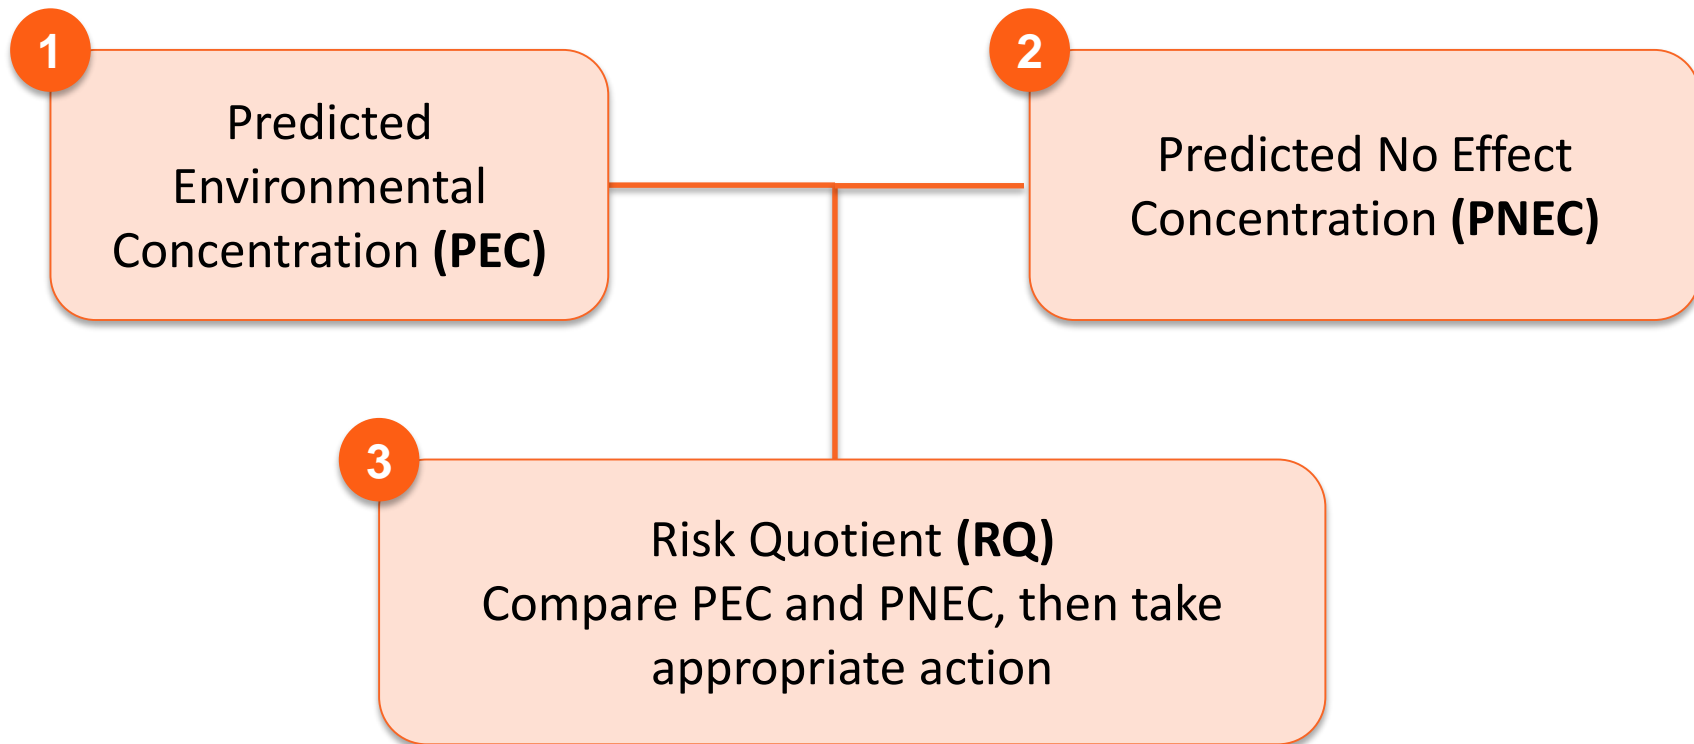 1
Predicted
Environmental
Concentration (PEC)
2
Predicted No Effect
Concentration (PNEC)
3
Risk Quotient (RQ)
Compare PEC and PNEC, then take
appropriate action